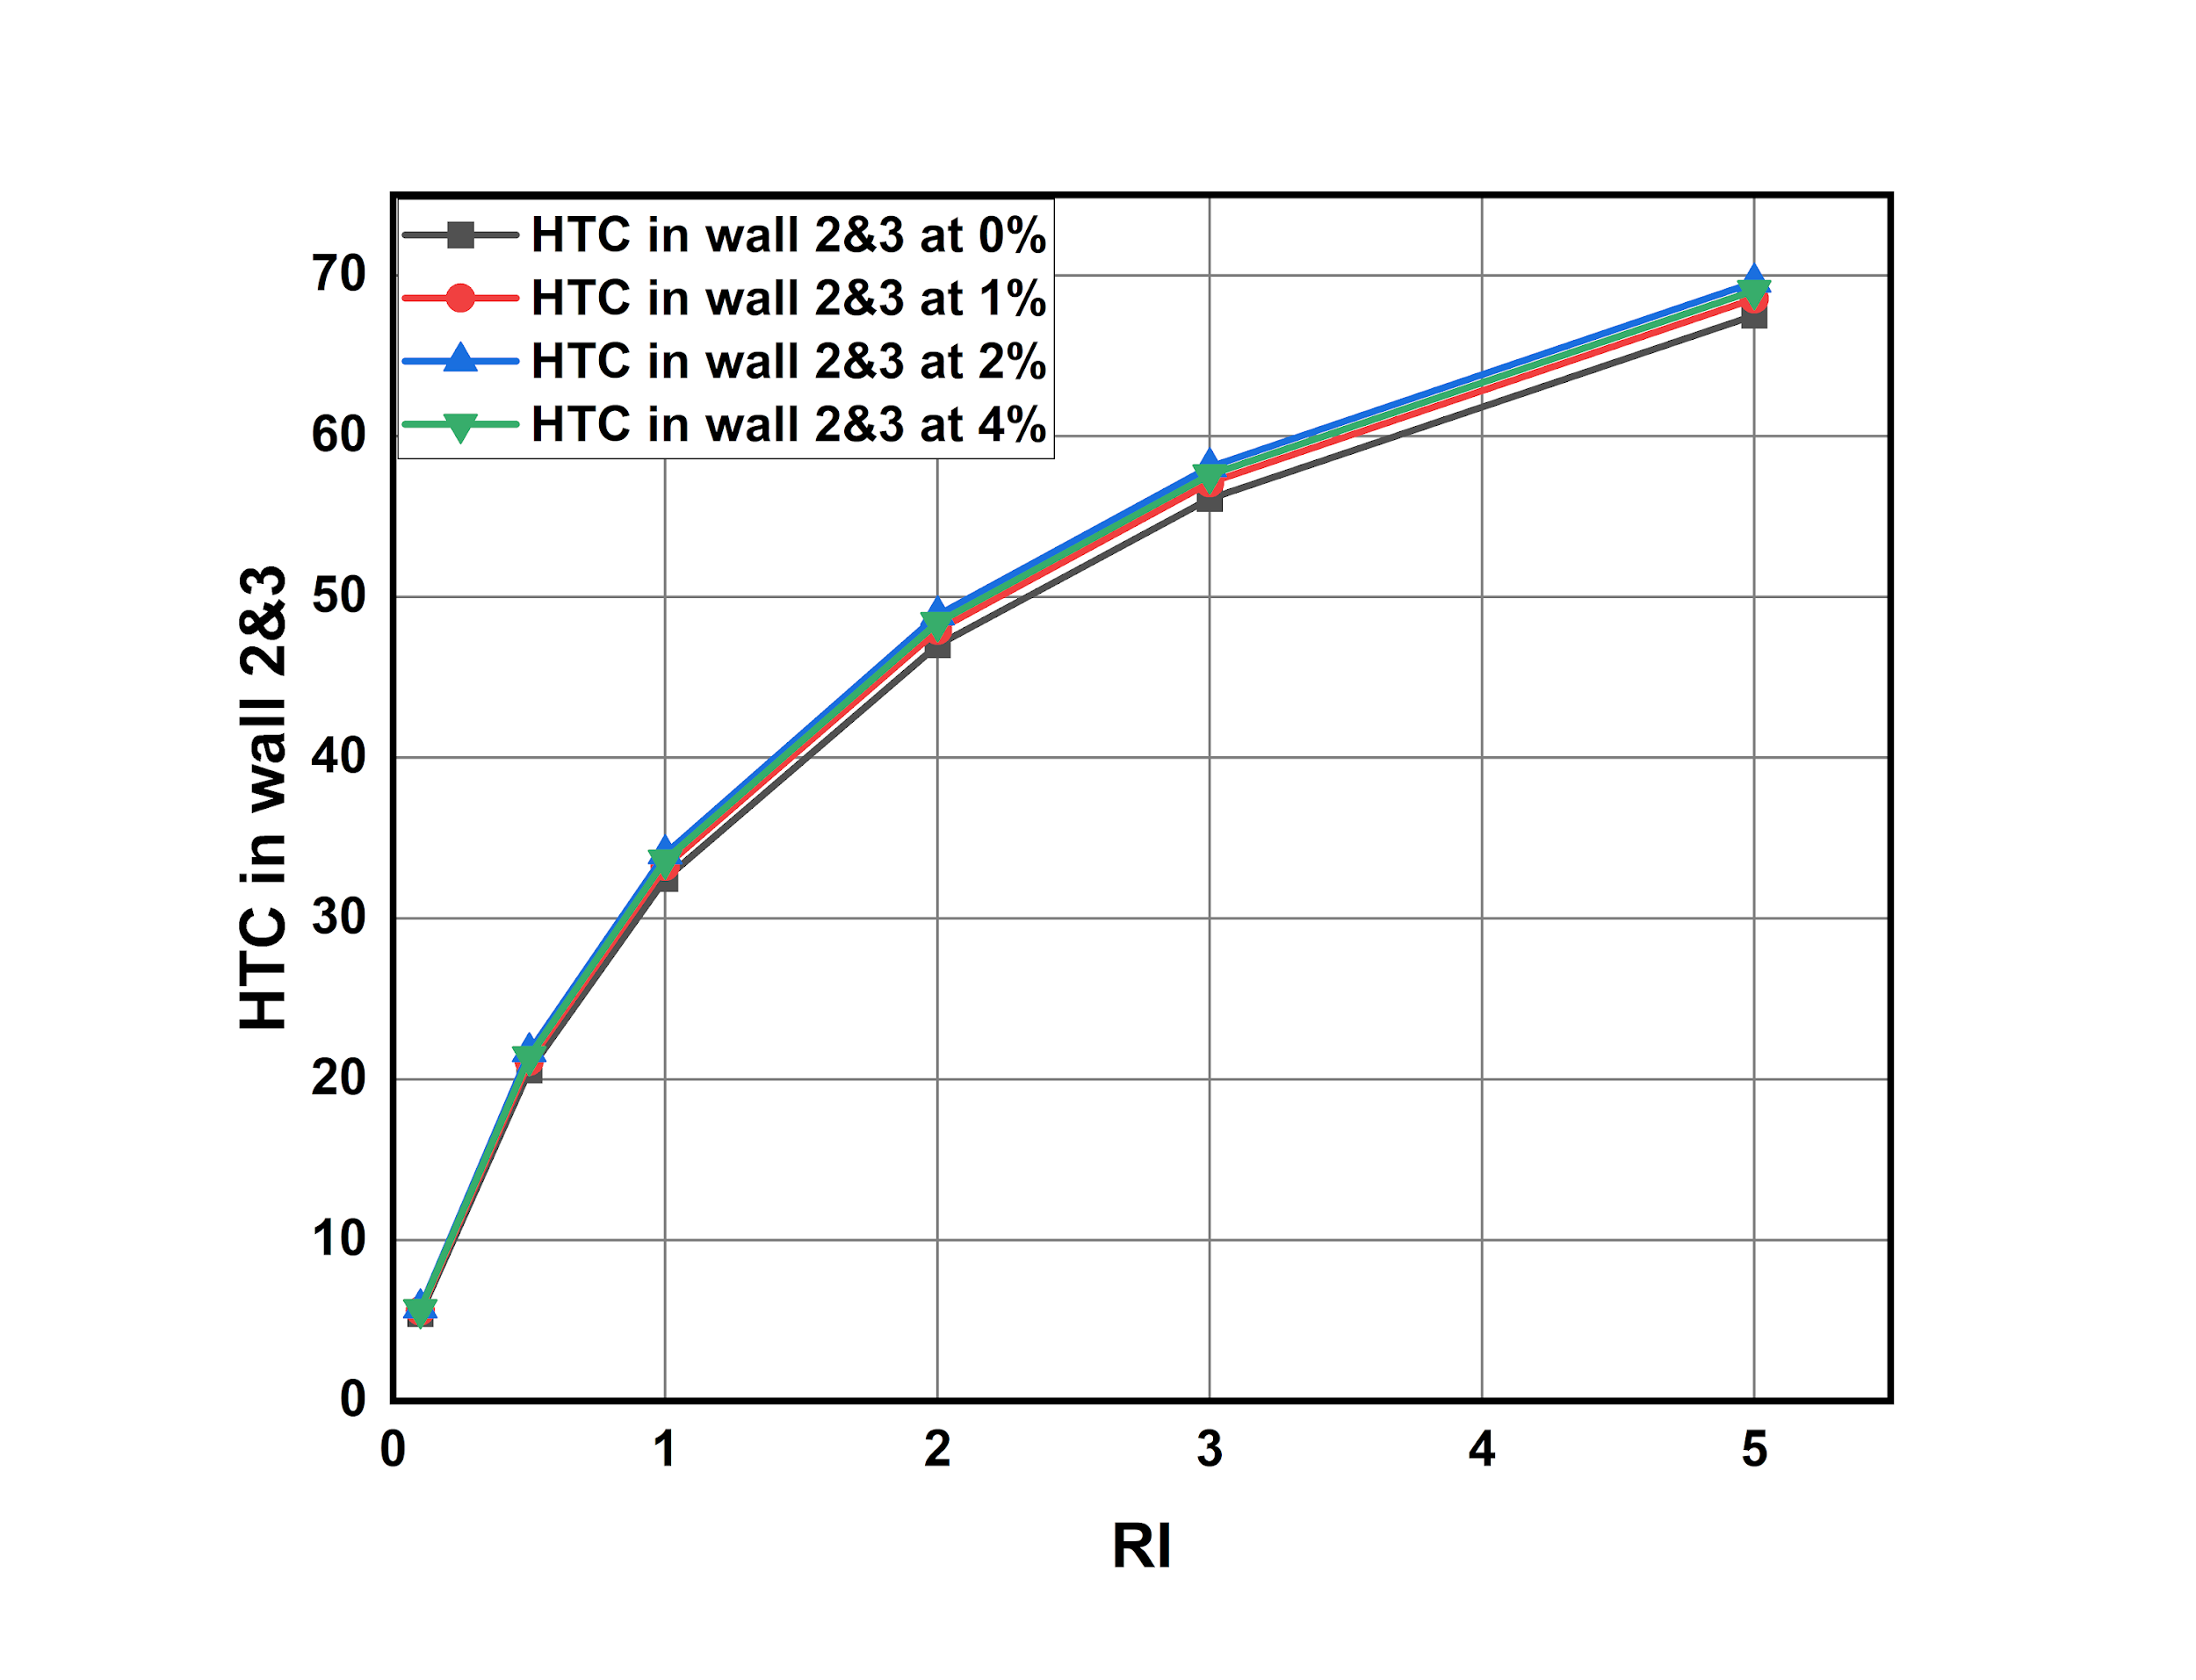 HTC in wall 2&3 at 0%
HTC in wall 2&3 at 1%
HTC in wall 2&3 at 2%
HTC in wall 2&3 at 4%
70
60
50
40
30
20
10
0
HTC in wall 2&3
0 1 2 3 4 5
RI